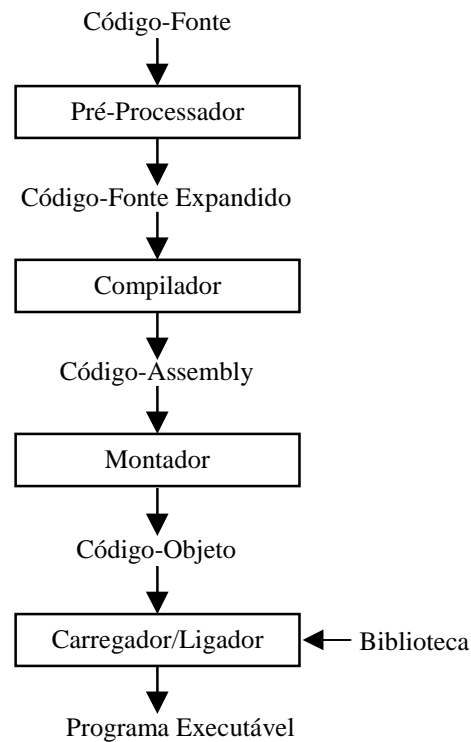 Código-Fonte
Pré-Processador
Código-Fonte Expandido
Compilador
Código-Assembly
Montador
Código-Objeto
Carregador/Ligador
Biblioteca
Programa Executável